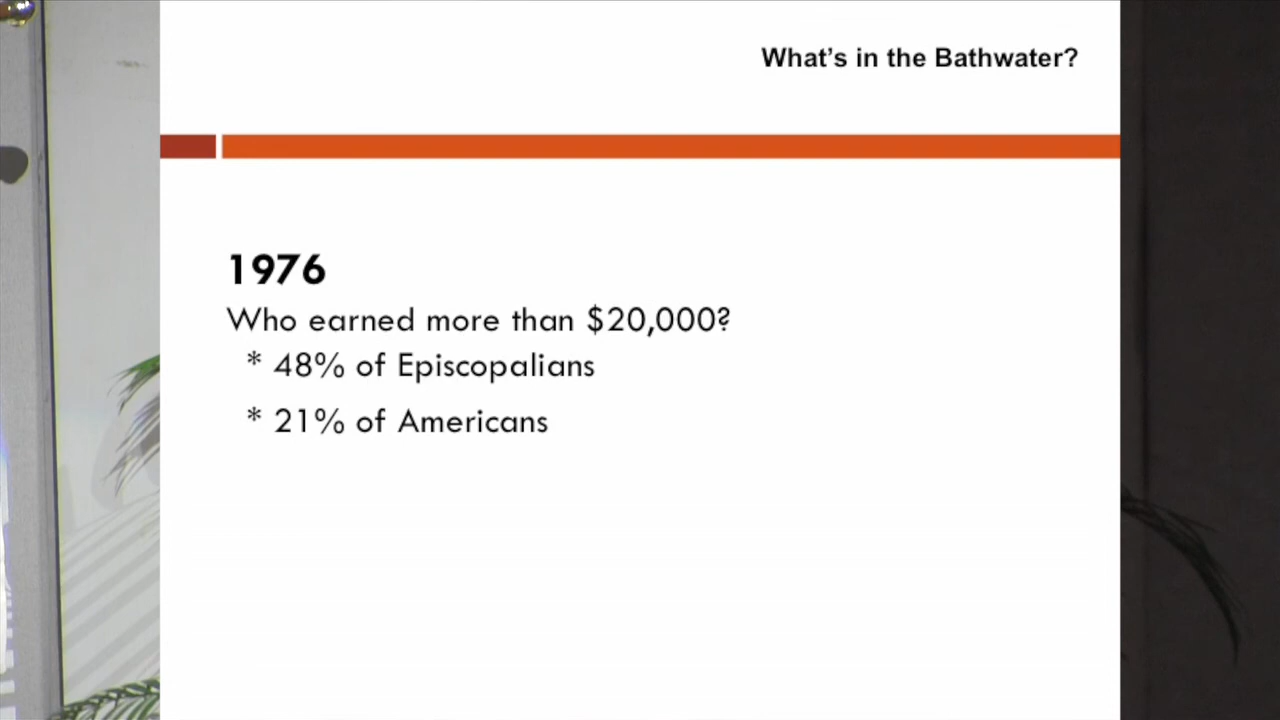 What's in the Bathwater?
1976
Who earned more than $20,000?
* 48% of Episcopalians
* 21% of Americans